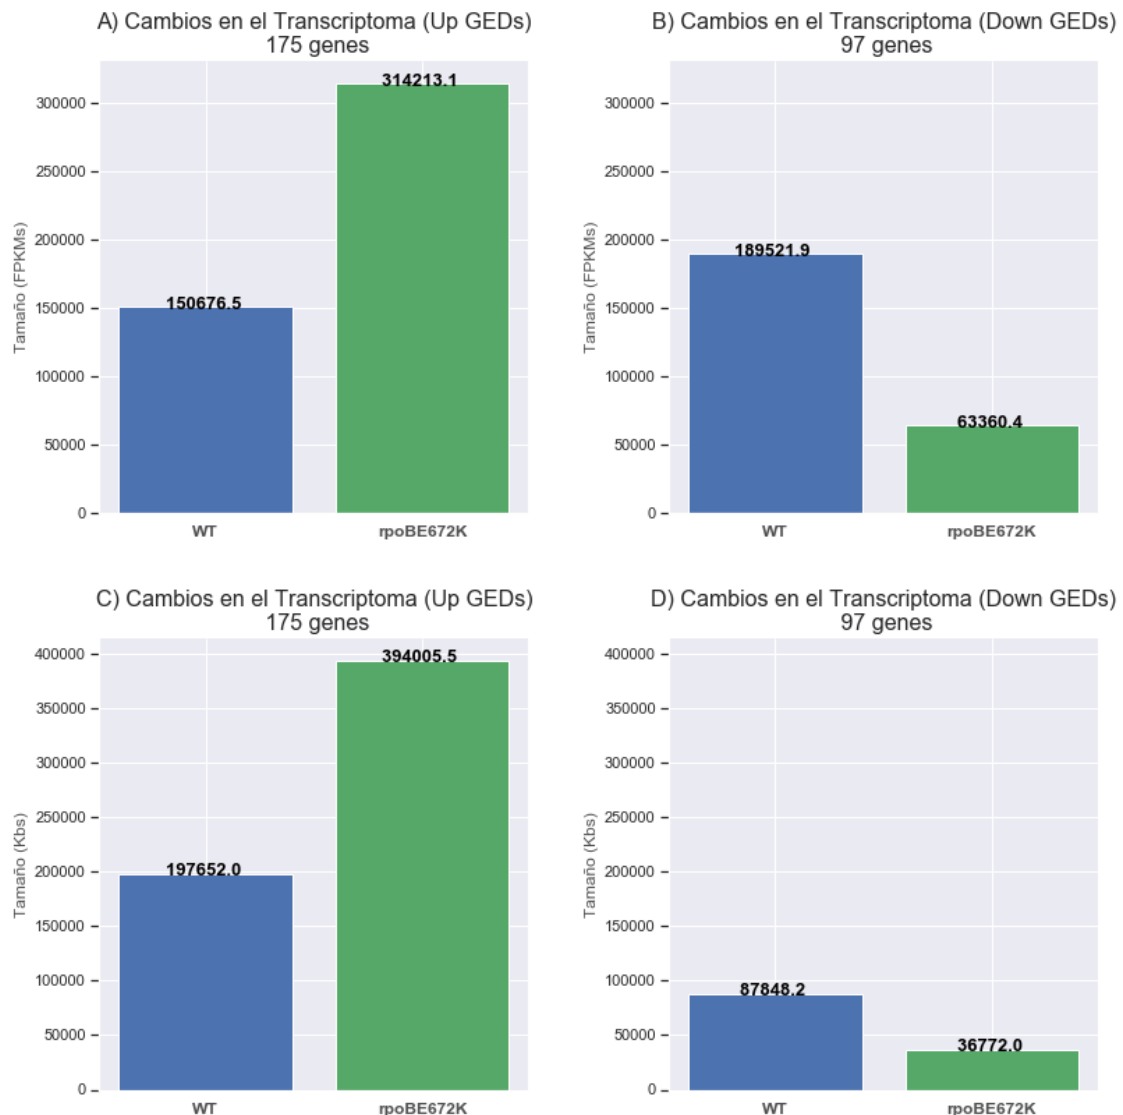 A) Cambios en el Transcriptoma (Up GEDs)
175 genes
314213.1
300000
250000
200000
150676.5
150000
100000
50000
0
Tamaño (FPKMs)
WT
rpoBE672K
B) Cambios en el Transcriptoma (Down GEDs)
97 genes
300000
250000
200000
189521.9
150000
100000
63360.4
50000
0
Tamaño (FPKMs)
WT
rpoBE672K
C) Cambios en el Transcriptoma (Up GEDs)
175 genes
400000
394005.5
350000
300000
250000
200000
197652.0
150000
100000
50000
0
Tamaño (Kbs)
WT
rpoBE672K
D) Cambios en el Transcriptoma (Down GEDs)
97 genes
400000
350000
300000
250000
200000
150000
100000
87848.2
50000
36772.0
0
Tamaño (Kbs)
WT
rpoBE672K